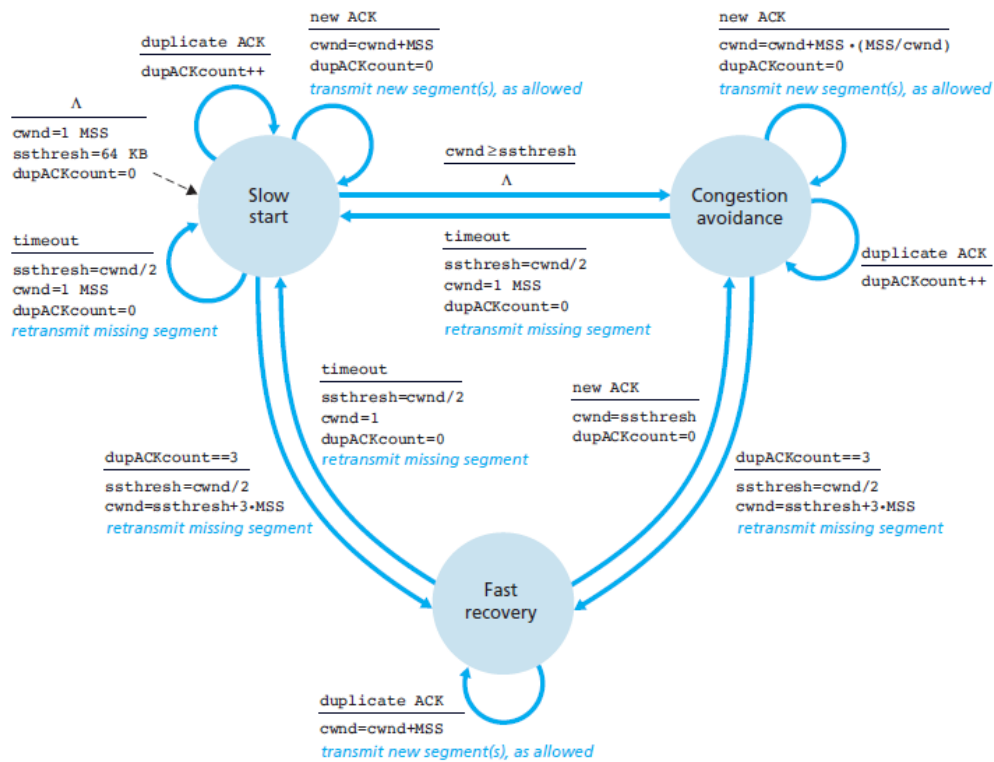 new ACK
cwnd=cwnd+MSS
dupACKcount=0
transmit new segment(s), as allowed
duplicate ACK
dupACKcount++
Λ
cwnd=1 MSS
ssthresh=64 KB
dupACKcount=0
new ACK
cwnd=cwnd+MSS •(MSS/cwnd)
dupACKcount=0
transmit new segment(s), as allowed
Slow
start
cwnd≥ssthresh
Λ
Congestion
avoidance
timeout
ssthresh=cwnd/2
cwnd=1 MSS
dupACKcount=0
retransmit missing segment
timeout
ssthresh=cwnd/2
cwnd=1 MSS
dupACKcount=0
retransmit missing segment
duplicate ACK
dupACKcount++
timeout
ssthresh=cwnd/2
cwnd=1
dupACKcount=0
retransmit missing segment
new ACK
cwnd=ssthresh
dupACKcount=0
dupACKcount==3
ssthresh=cwnd/2
cwnd=ssthresh+3•MSS
retransmit missing segment
dupACKcount==3
ssthresh=cwnd/2
cwnd=ssthresh+3•MSS
retransmit missing segment
Fast
recovery
duplicate ACK
cwnd=cwnd+MSS
transmit new segment(s), as allowed